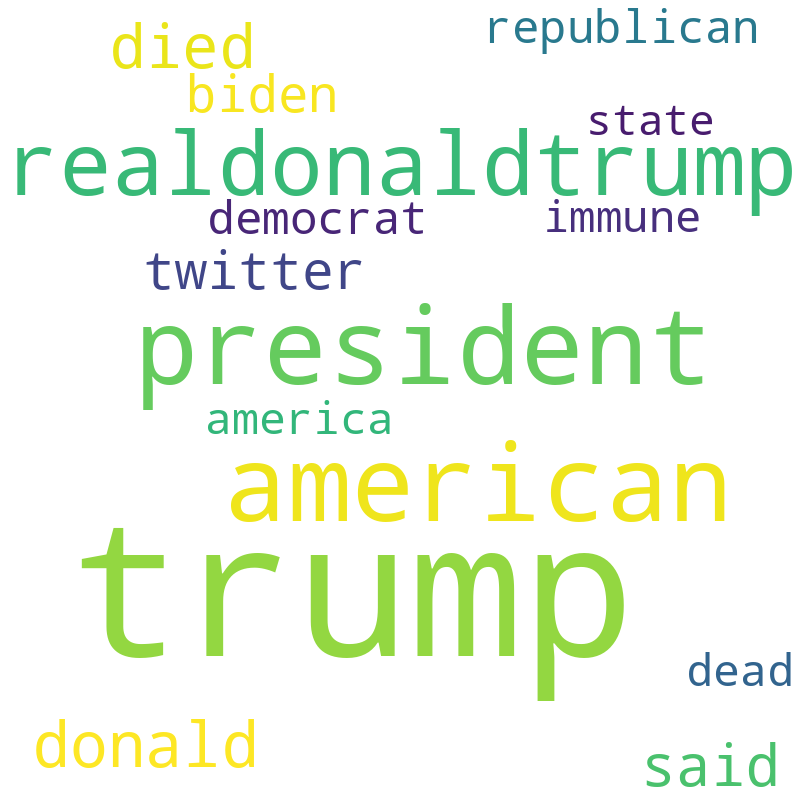 republican
died
biden
state
realdonaldtrump
democrat immune
twitter
president
america
american
trump
dead
donald
said